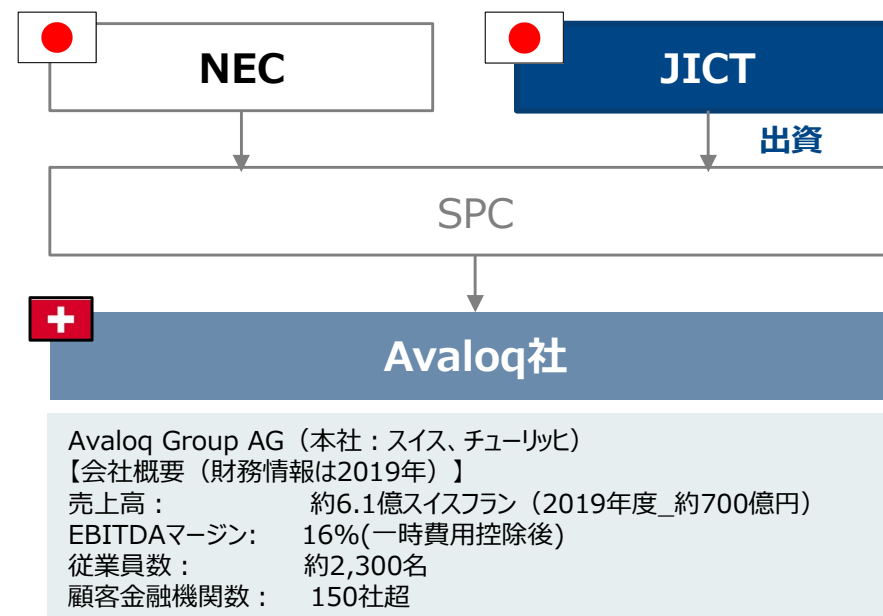 NEC
JICT
出資
SPC
Avaloq社
Avaloq Group AG（本社：スイス、チューリッヒ）
【会社概要（財務情報は2019年）】
売上高： 約6.1億スイスフラン（2019年度_約700億円）
EBITDAマージン: 16%(一時費用控除後)
従業員数： 約2,300名
顧客金融機関数： 150社超